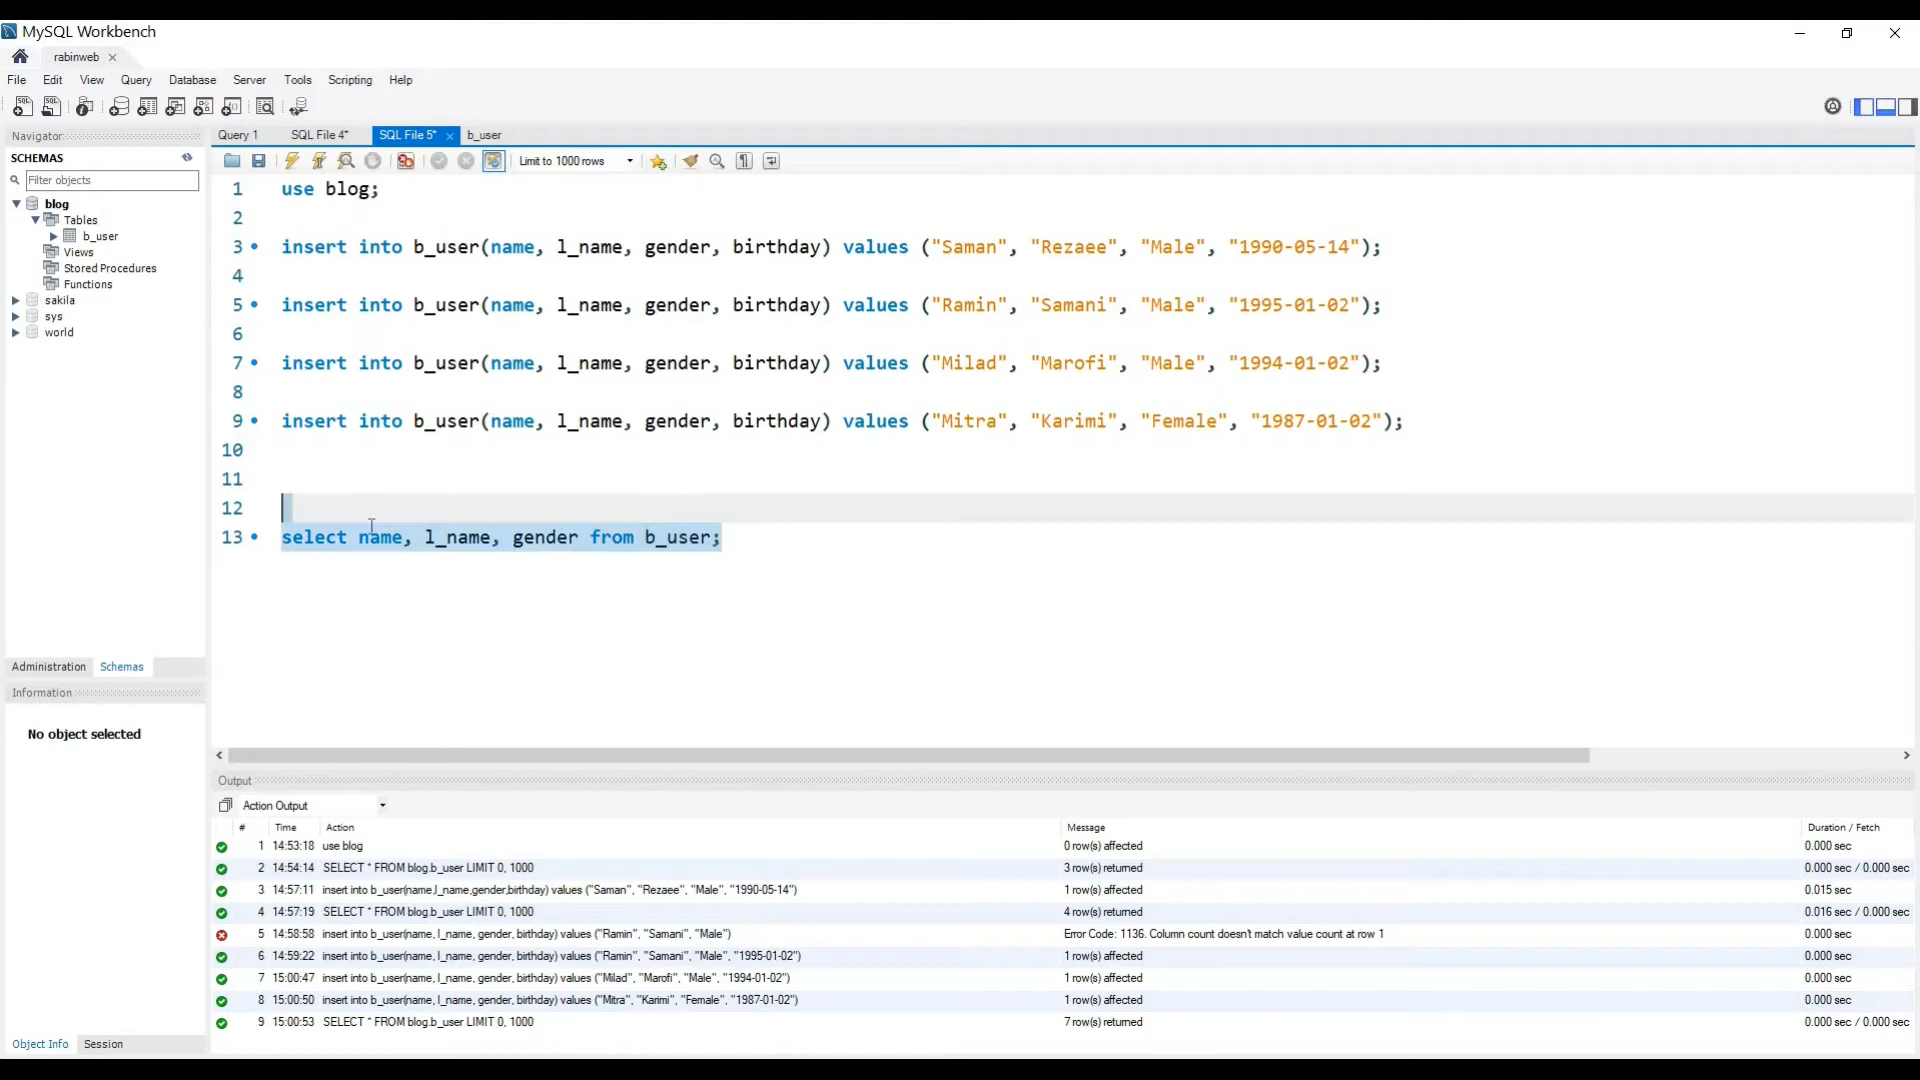 MySQL Workbench
rabinweb
File Edit View Query Database Server Tools Scripting Help
Navigator
SCHEMAS
Filter objects
blog
Tables
b_user
Views
Stored Procedures
Functions
sakila
sys
world
Administration Schemas
Information
No object selected
Object Info Session
Query 1 SQL File 4* SQL File 5* b_user
Limit to 1000 rows
1 use blog;
2
3 insert into b_user(name, l_name, gender, birthday) values ("Saman", "Rezaee", "Male", "1990-05-14");
4
5 insert into b_user(name, l_name, gender, birthday) values ("Ramin", "Samani", "Male", "1995-01-02");
6
7 insert into b_user(name, l_name, gender, birthday) values ("Milad", "Marofi", "Male", "1994-01-02");
8
9 insert into b_user(name, l_name, gender, birthday) values ("Mitra", "Karimi", "Female", "1987-01-02");
10
11
12
13 select name, l_name, gender from b_user;
Output
Action Output
# Time Action Message Duration / Fetch
1 14:53:18 use blog 0 row(s) affected 0.000 sec
2 14:54:14 SELECT * FROM blog.b_user LIMIT 0, 1000 3 row(s) returned 0.000 sec / 0.000 sec
3 14:57:11 insert into b_user(name,l_name,gender,birthday) values ("Saman", "Rezaee", "Male", "1990-05-14") 1 row(s) affected 0.015 sec
4 14:57:19 SELECT * FROM blog.b_user LIMIT 0, 1000 4 row(s) returned 0.016 sec / 0.000 sec
5 14:58:58 insert into b_user(name, l_name, gender, birthday) values ("Ramin", "Samani", "Male") Error Code: 1136. Column count doesn't match value count at row 1 0.000 sec
6 14:59:22 insert into b_user(name, l_name, gender, birthday) values ("Ramin", "Samani", "Male", "1995-01-02") 1 row(s) affected 0.000 sec
7 15:00:47 insert into b_user(name, l_name, gender, birthday) values ("Milad", "Marofi", "Male", "1994-01-02") 1 row(s) affected 0.000 sec
8 15:00:50 insert into b_user(name, l_name, gender, birthday) values ("Mitra", "Karimi", "Female", "1987-01-02") 1 row(s) affected 0.000 sec
9 15:00:53 SELECT * FROM blog.b_user LIMIT 0, 1000 7 row(s) returned 0.000 sec / 0.000 sec